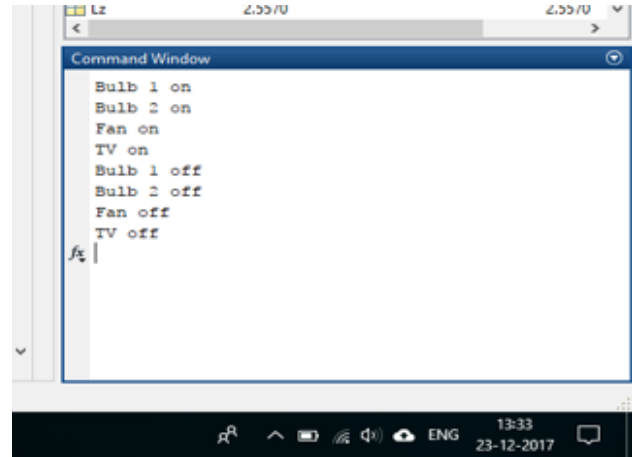 Lz 2.5570 2.5570
Command Window
Bulb 1 on
Bulb 2 on
Fan on
TV on
Bulb 1 off
Bulb 2 off
Fan off
TV off
fx
ENG 13:33
23-12-2017